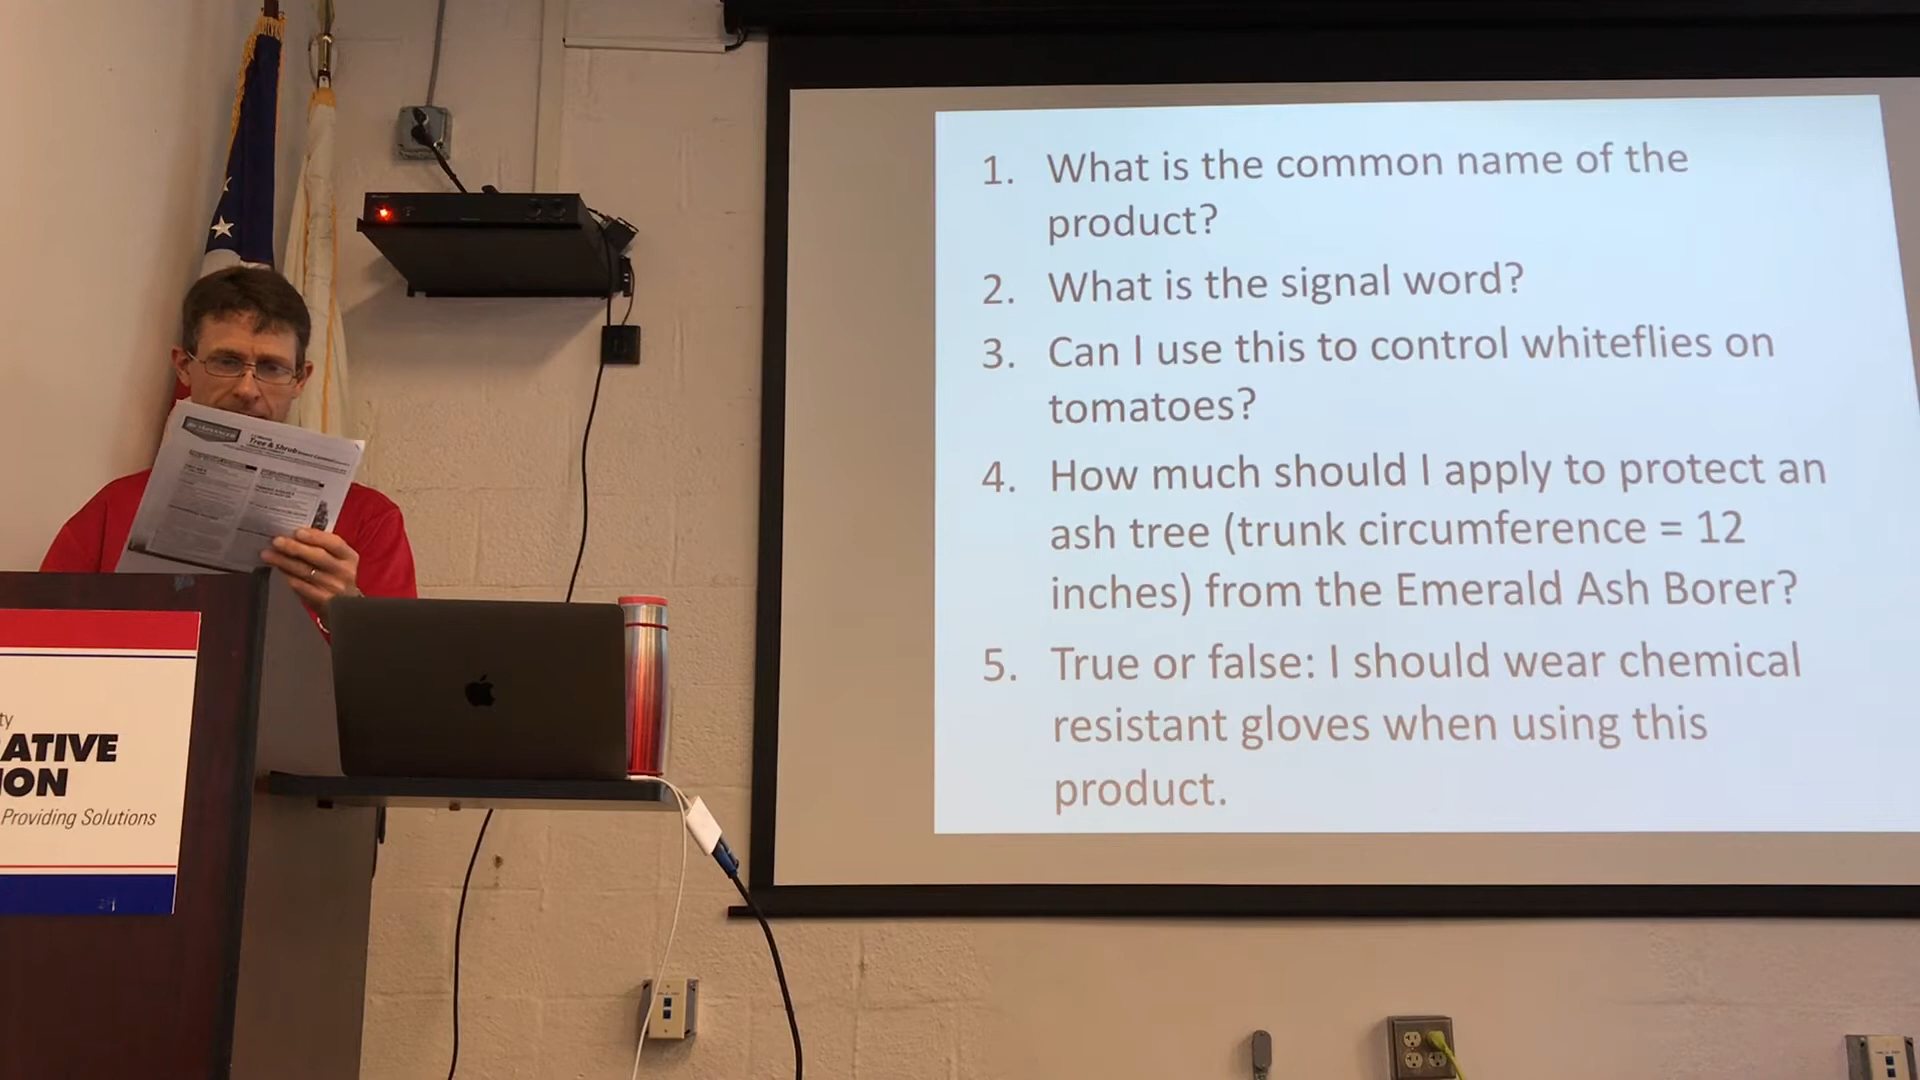 1. What is the common name of the
product?
2. What is the signal word?
3. Can I use this to control whiteflies on
tomatoes?
4. How much should I apply to protect an
ash tree (trunk circumference = 12
inches) from the Emerald Ash Borer?
5. True or false: I should wear chemical
resistant gloves when using this
product.
Tree & Shrub
ty
ATIVE
ION
Providing Solutions